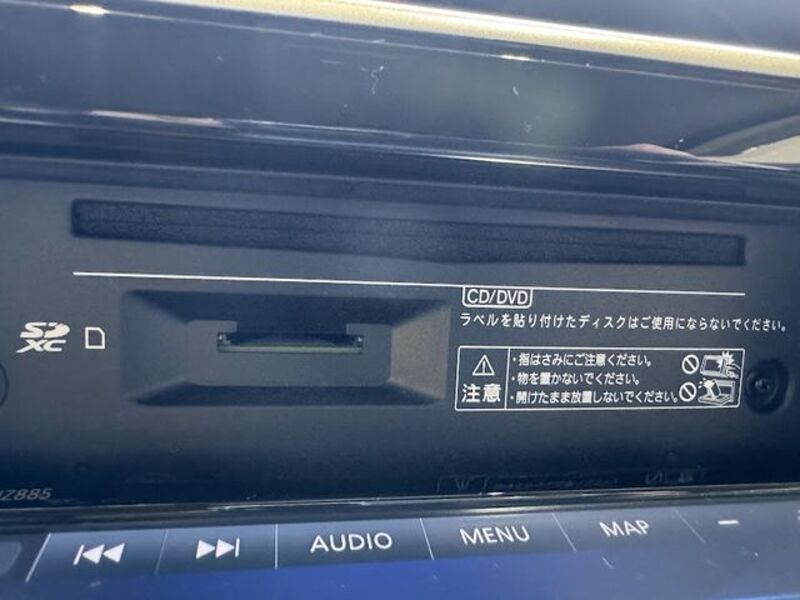 CD/DVD
ラベルを貼り付けたディスクはご使用にならないでください。
SD
XC
注意
・指はさみにご注意ください。
・物を置かないでください。
・開けたまま放置しないでください。
Z885
AUDIO
MENU
MAP